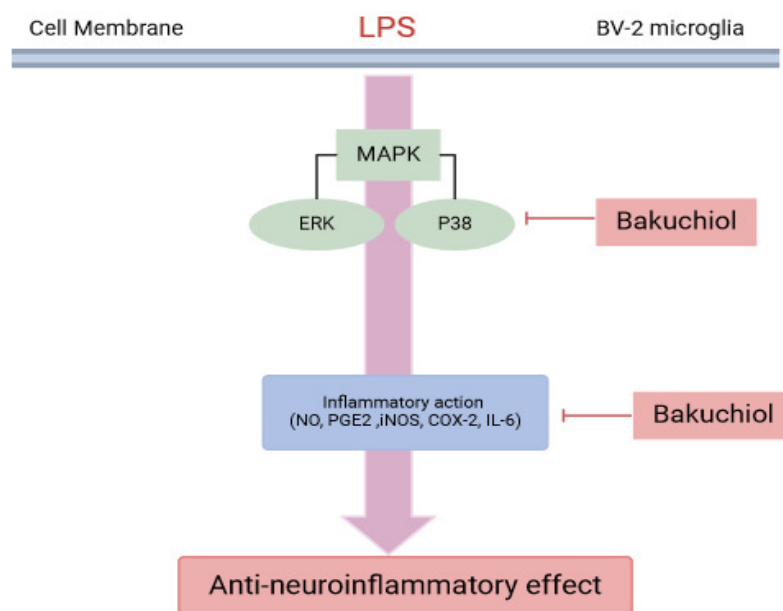 Cell Membrane
LPS
BV-2 microglia
MAPK
ERK
P38
Bakuchiol
Inflammatory action
(NO, PGE2 ,iNOS, COX-2, IL-6)
Bakuchiol
Anti-neuroinflammatory effect